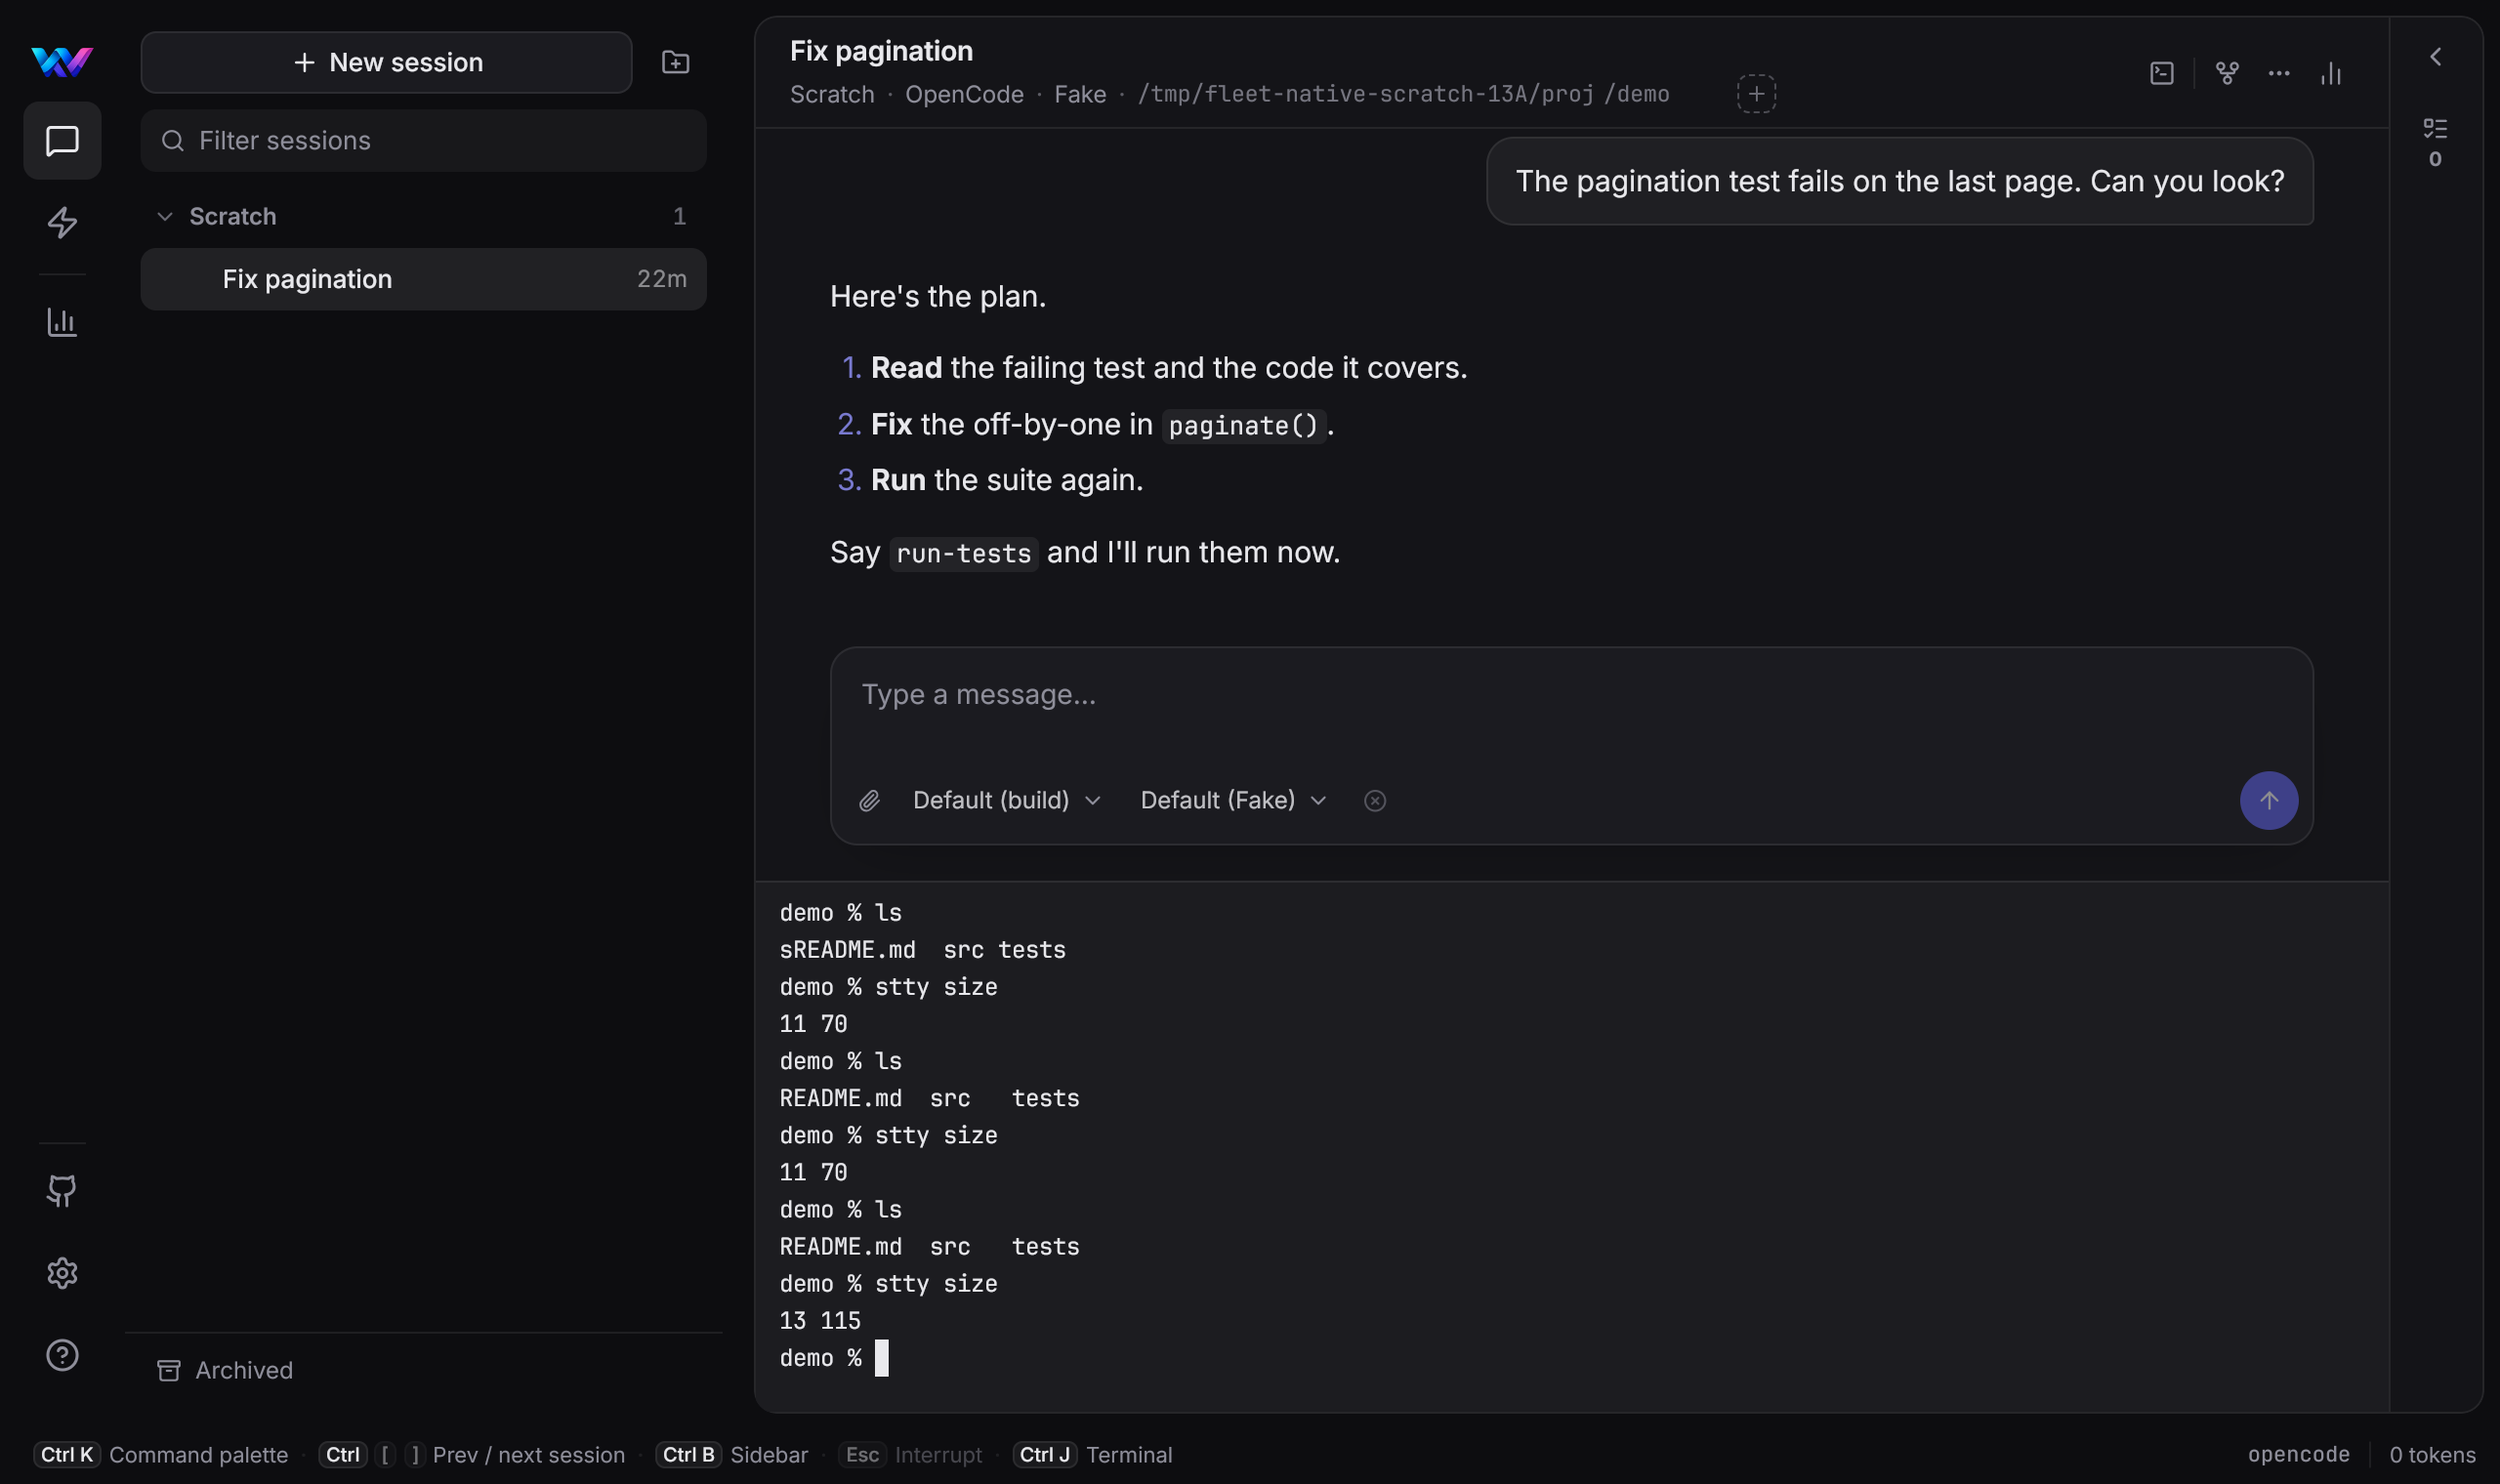 New session
Filter sessions
Scratch 1
Fix pagination 22m
Archived
Fix pagination
Scratch · OpenCode · Fake · /tmp/fleet-native-scratch-13A/proj /demo
0
The pagination test fails on the last page. Can you look?
Here's the plan.
1. Read the failing test and the code it covers.
2. Fix the off-by-one in paginate().
3. Run the suite again.
Say run-tests and I'll run them now.
Type a message...
Default (build) Default (Fake)
demo % ls
sREADME.md  src tests
demo % stty size
11 70
demo % ls
README.md  src   tests
demo % stty size
11 70
demo % ls
README.md  src   tests
demo % stty size
13 115
demo %
Ctrl K Command palette · Ctrl [ ] Prev / next session · Ctrl B Sidebar · Esc Interrupt · Ctrl J Terminal
opencode 0 tokens